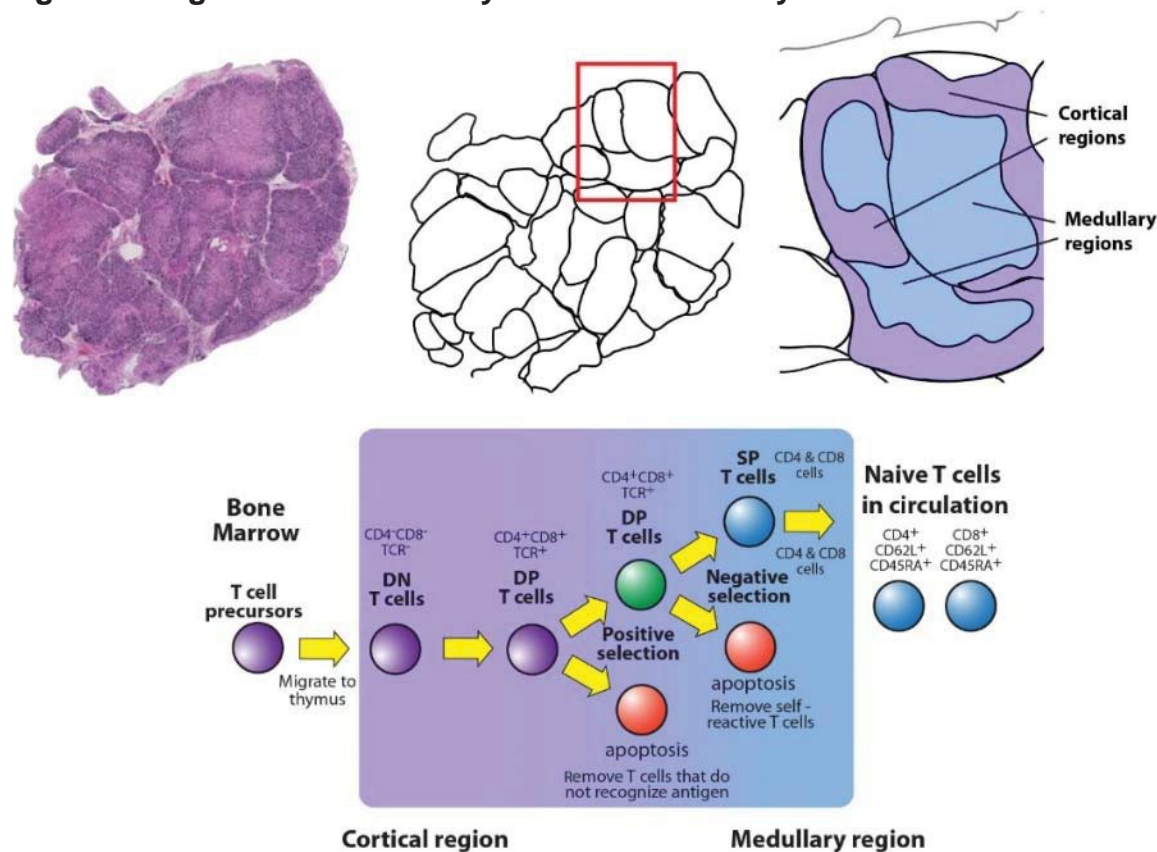 Cortical
regions
Medullary
regions
Bone
Marrow
T cell
precursors
Migrate to
thymus
CD4-CD8-
TCR-
DN
T cells
CD4+CD8+
TCR+
DP
T cells
CD4+CD8+
TCR+
DP
T cells
Positive
selection
apoptosis
Remove T cells that do
not recognize antigen
SP
T cells
CD4 & CD8
cells
CD4 & CD8
cells
Negative
selection
apoptosis
Remove self -
reactive T cells
Naive T cells
in circulation
CD4+
CD62L+
CD45RA+
CD8+
CD62L+
CD45RA+
Cortical region
Medullary region